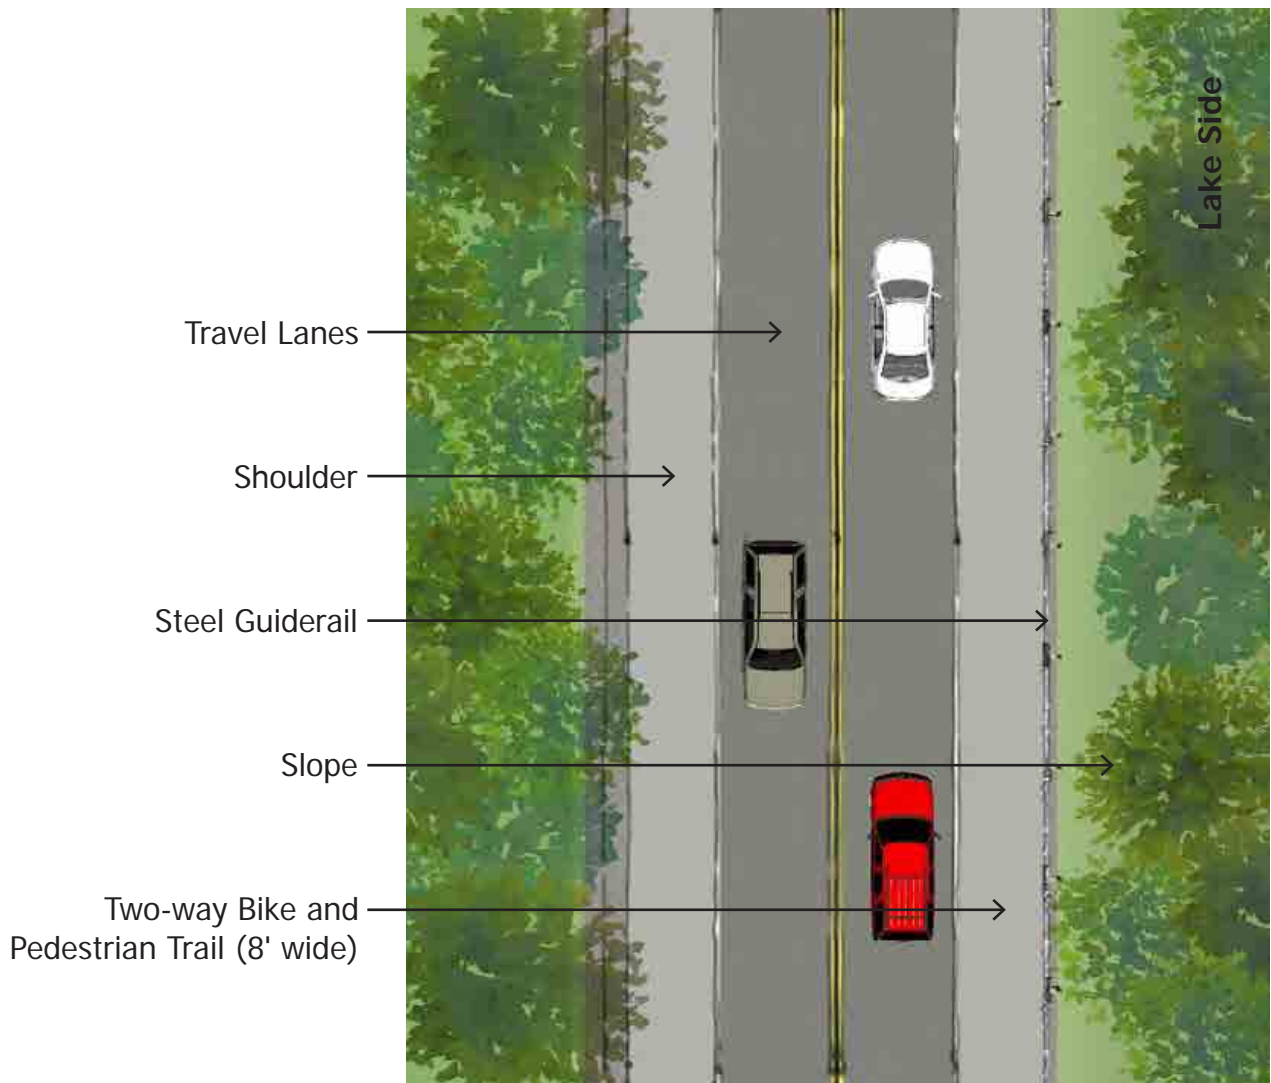 Lake Side
Travel Lanes
Shoulder
Steel Guiderail
Slope
Two-way Bike and
Pedestrian Trail (8' wide)